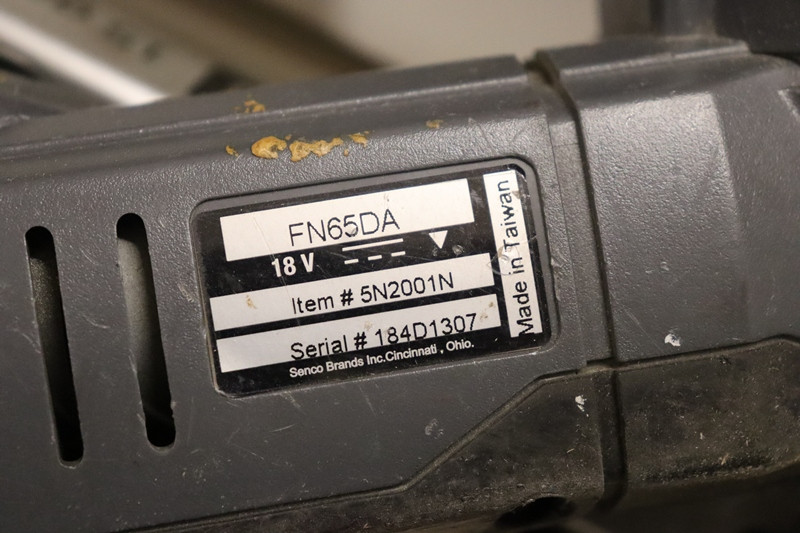 FN65DA
18 V
Item # 5N2001N
Serial # 184D1307
Senco Brands Inc.Cincinnati , Ohio.
Made in Taiwan